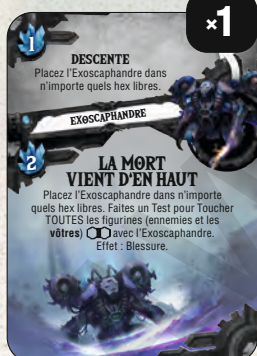 ×1
1
DESCENTE
Placez l'Exoscaphandre dans
n'importe quels hex libres.
EXOSCAPHANDRE
2
LA MORT
VIENT D'EN HAUT
Placez l'Exoscaphandre dans n'importe
quels hex libres. Faites un Test pour Toucher
TOUTES les figurines (ennemies et les
vôtres) avec l'Exoscaphandre.
Effet : Blessure.